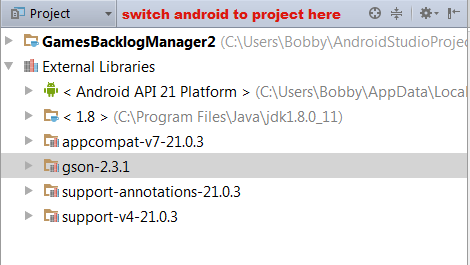 Project switch android to project here
GamesBacklogManager2 (C:\Users\Bobby\AndroidStudioProjec
External Libraries
< Android API 21 Platform > (C:\Users\Bobby\AppData\Local
< 1.8 > (C:\Program Files\Java\jdk1.8.0_11)
appcompat-v7-21.0.3
gson-2.3.1
support-annotations-21.0.3
support-v4-21.0.3